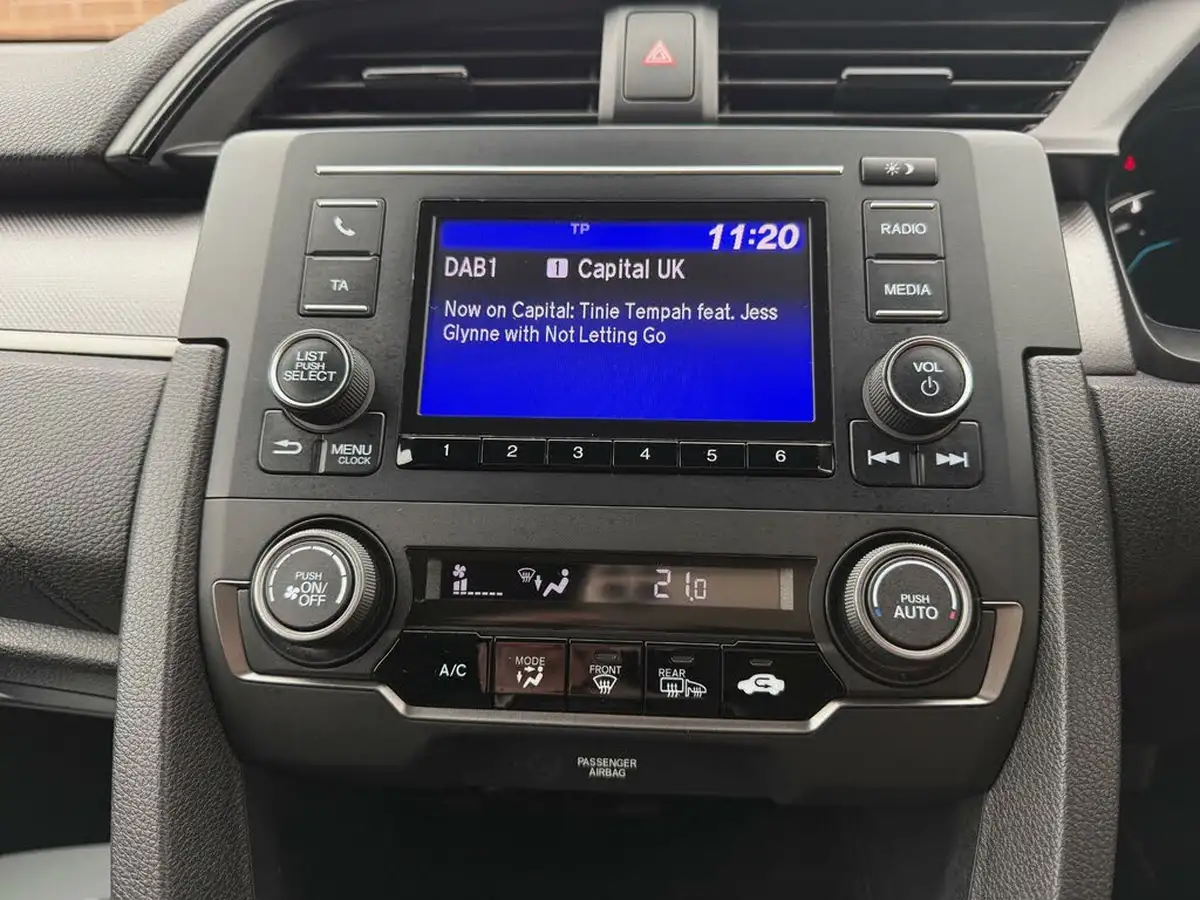 TP 11:20
DAB1 1 Capital UK
Now on Capital: Tinie Tempah feat. Jess
Glynne with Not Letting Go
TA
RADIO
MEDIA
LIST
PUSH
SELECT
VOL
MENU
CLOCK
1 2 3 4 5 6
PUSH
ON/
OFF
21.0
PUSH
AUTO
A/C
MODE
FRONT
REAR
PASSENGER
AIRBAG